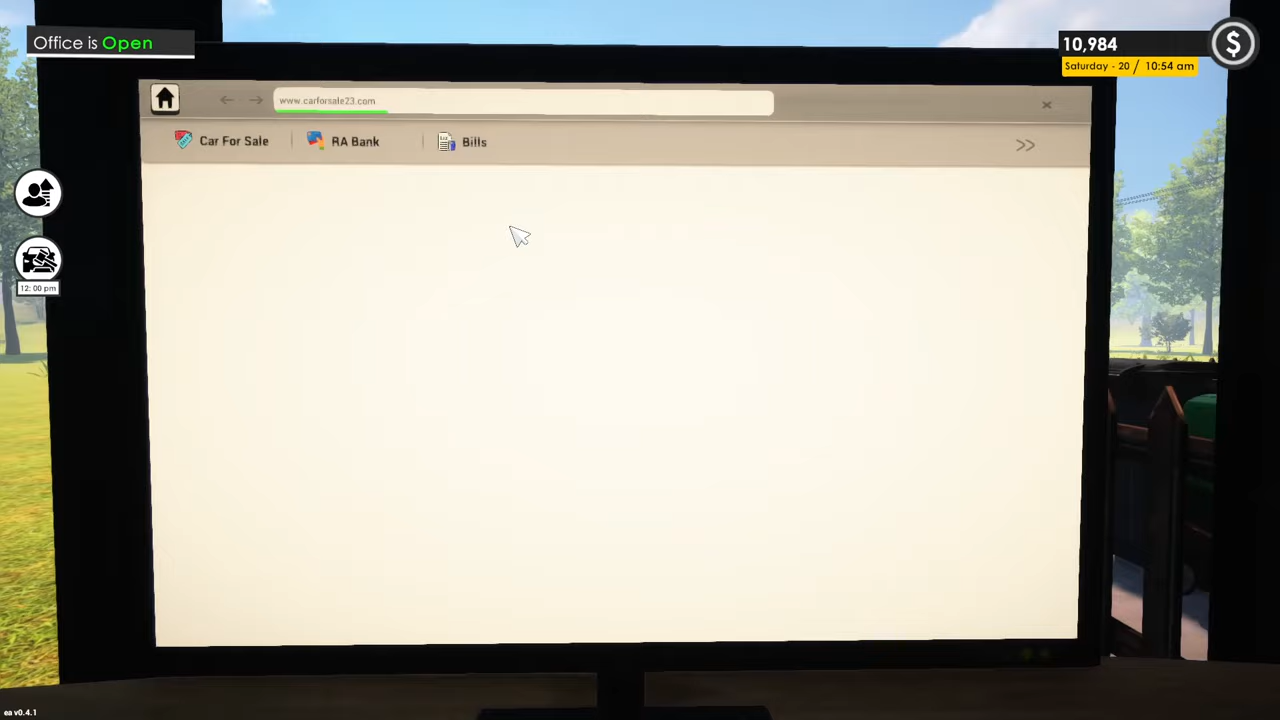 Office is Open
10,984
Saturday - 20 / 10:54 am
www.carforsale23.com
Car For Sale
RA Bank
Bills
12: 00 pm
ea v0.4.1